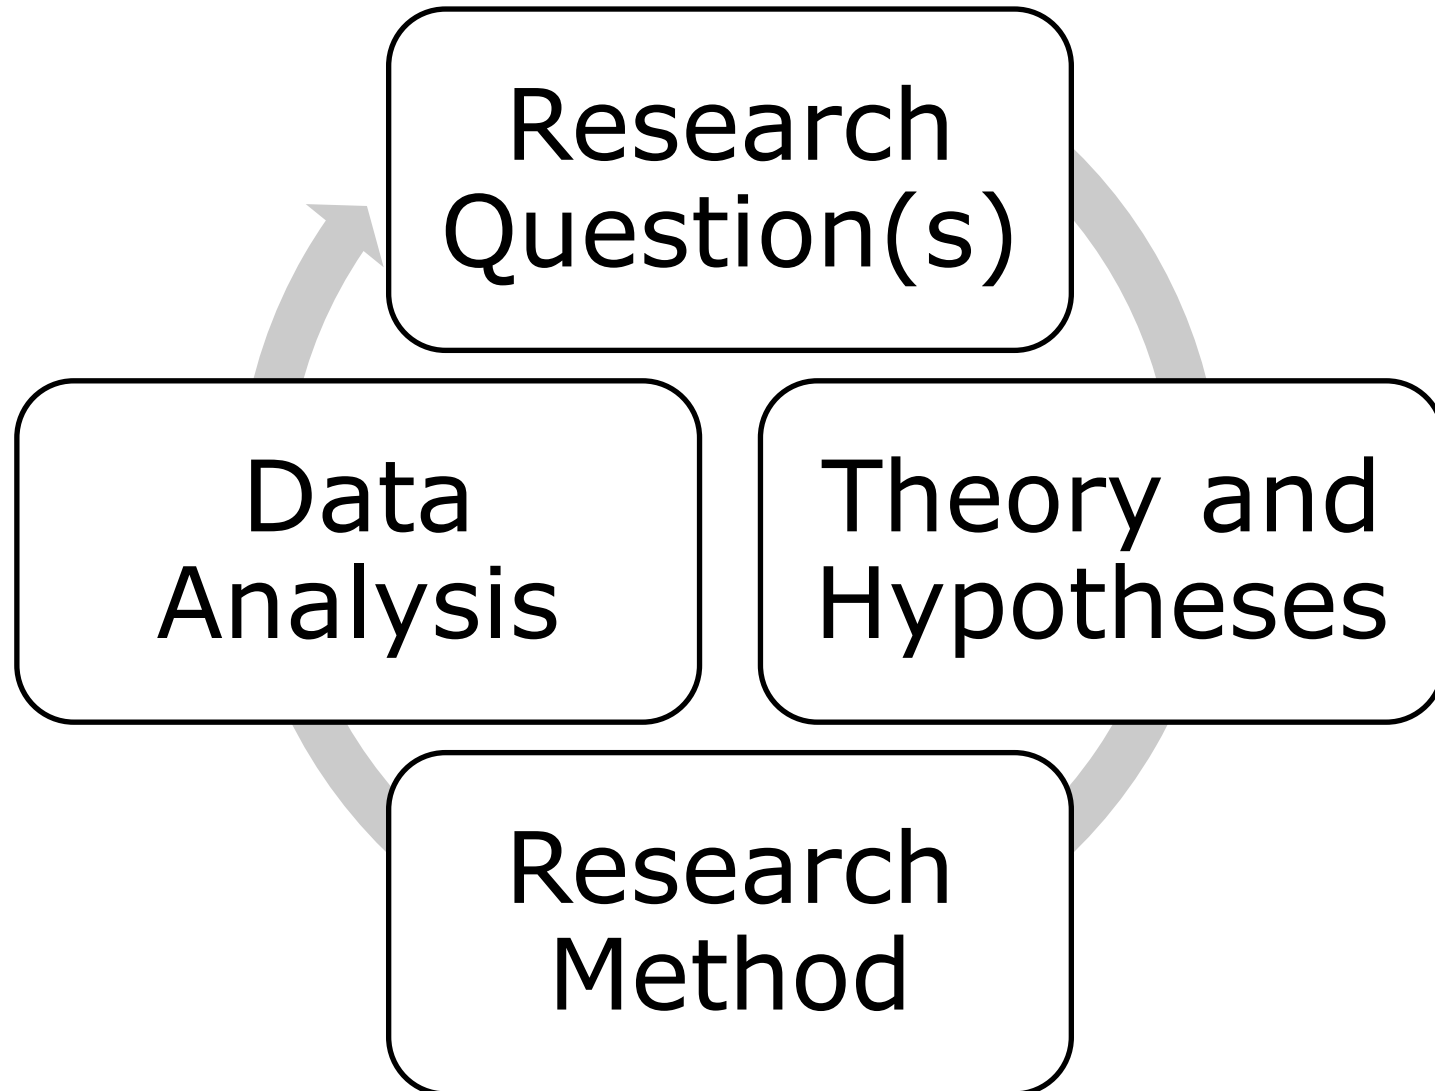 Research
Question(s)
Data
Analysis
Theory and
Hypotheses
Research
Method